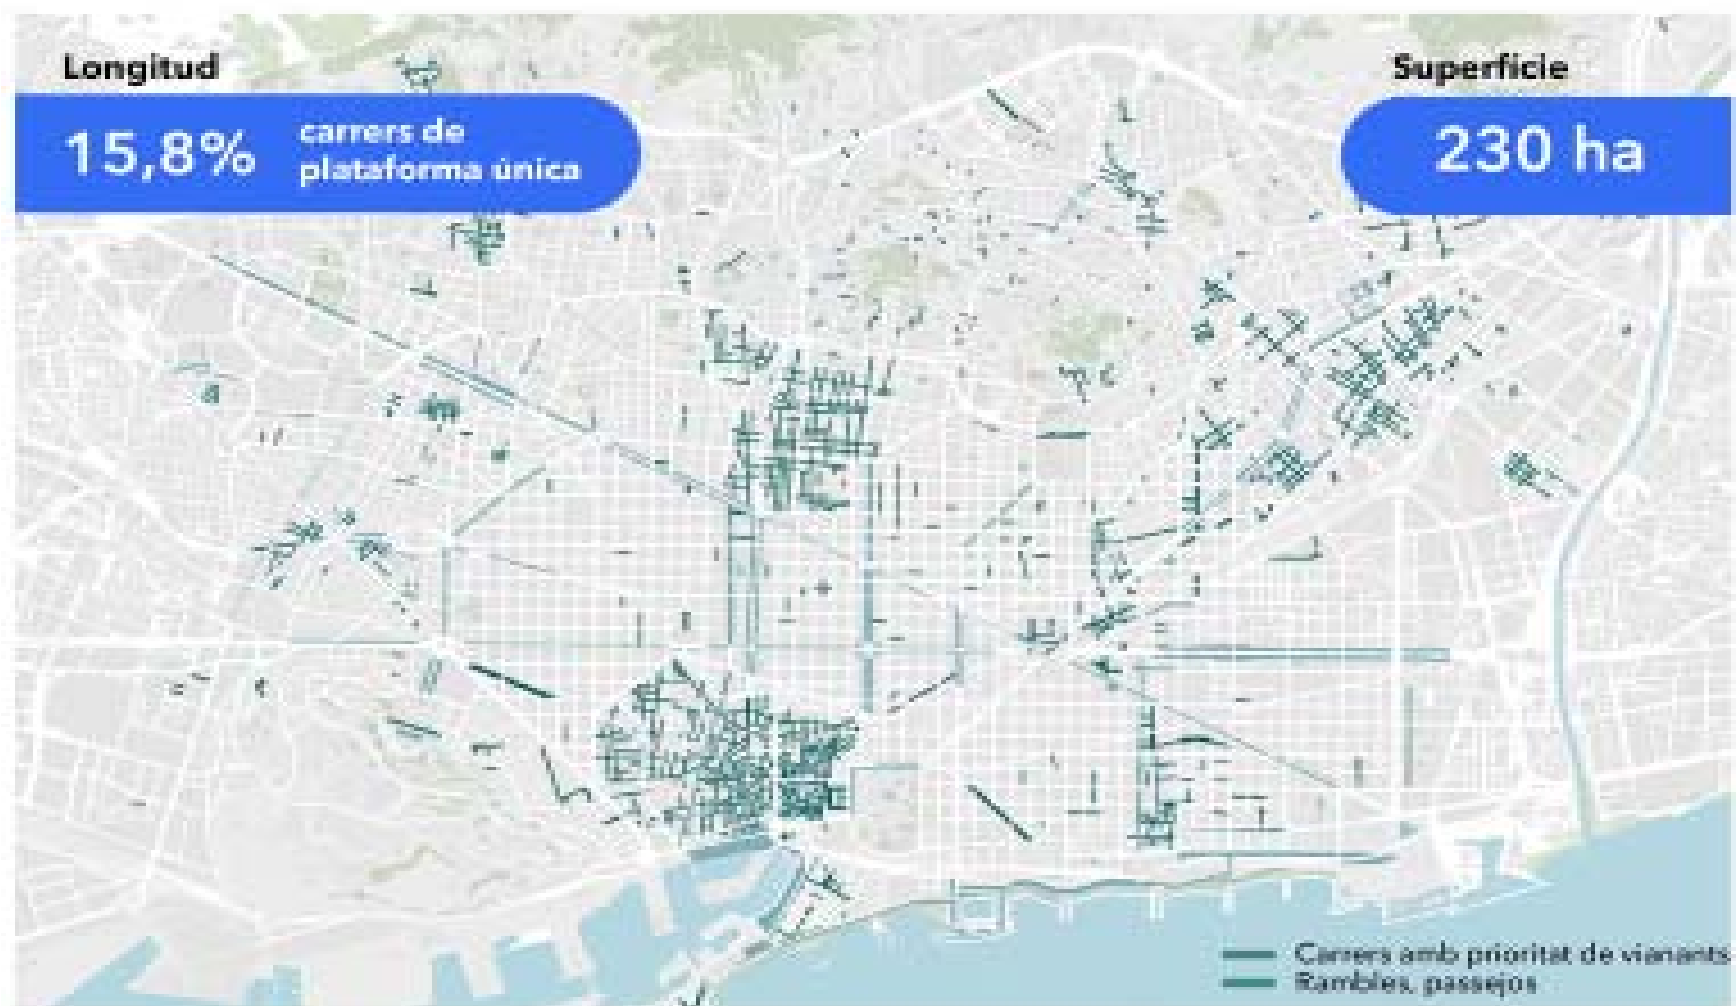 Longitud
15,8%
carrers de
plataforma única
Superfície
230 ha
Carrers amb prioritat de vianants
Rambles, passejos